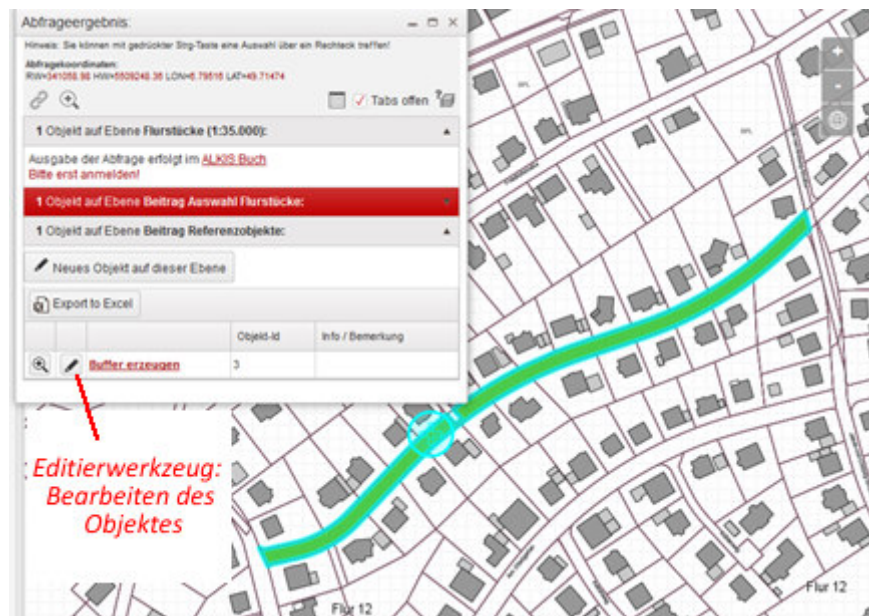 Abfrageergebnis:
Hinweis: Sie können mit gedrückter Strg-Taste eine Auswahl über ein Rechteck treffen!
Abfragekoordinaten:
RW=341058.98 HW=5509248.36 LON=6.79516 LAT=49.71474
Tabs offen
1 Objekt auf Ebene Flurstücke (1:35.000):
Ausgabe der Abfrage erfolgt im ALKIS Buch
Bitte erst anmelden!
1 Objekt auf Ebene Beitrag Auswahl Flurstücke:
1 Objekt auf Ebene Beitrag Referenzobjekte:
Neues Objekt auf dieser Ebene
Export to Excel
Objekt-Id Info / Bemerkung
Buffer erzeugen 3
Editierwerkzeug:
Bearbeiten des
Objektes
Flur 12
Flur 12